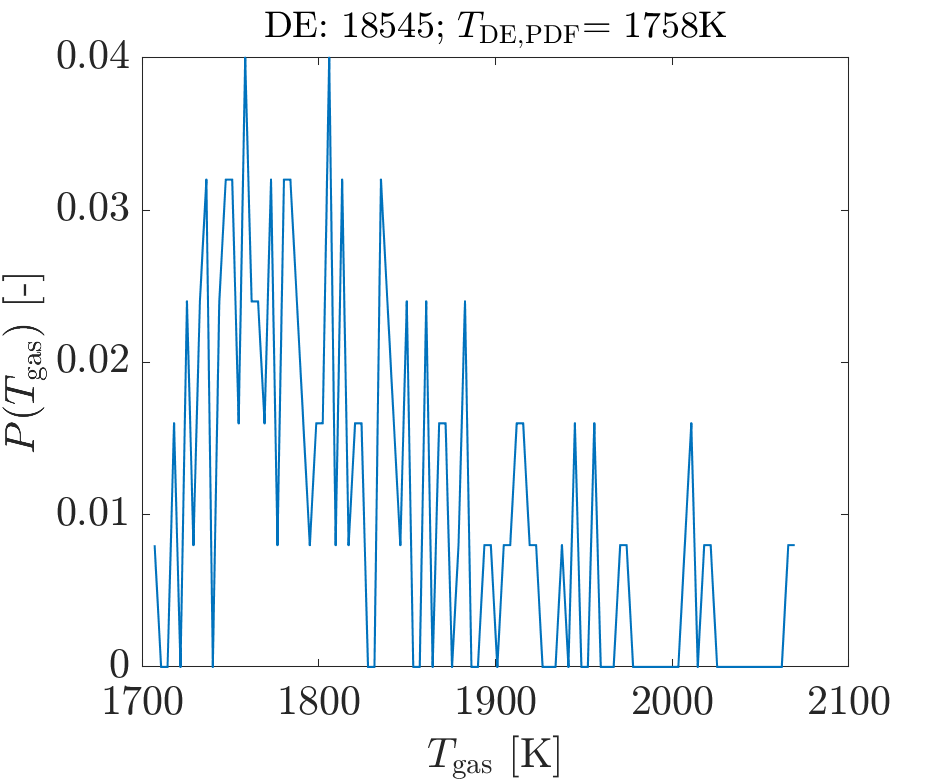 DE: 18545; T_DE,PDF= 1758K
0.04
0.03
0.02
0.01
0
P(T_gas) [-]
1700 1800 1900 2000 2100
T_gas [K]